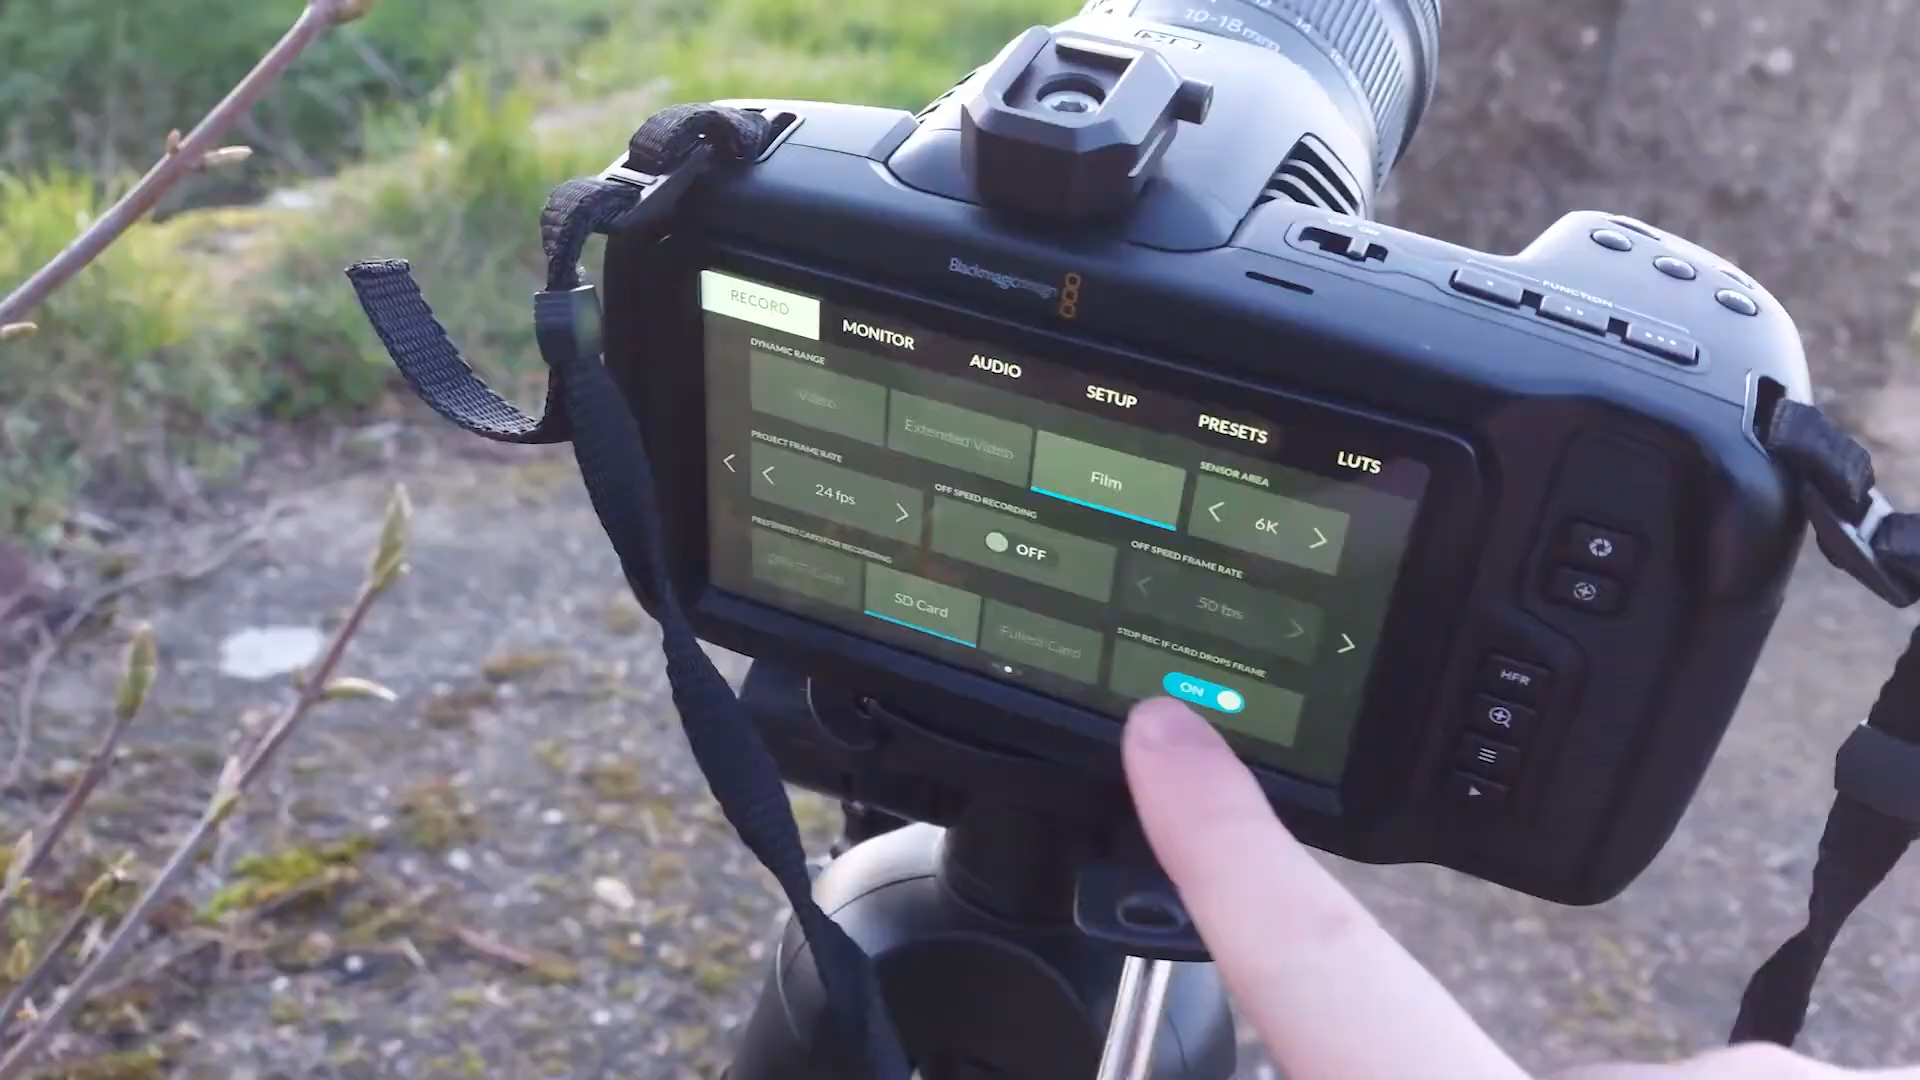 10-18mm
Blackmagicdesign
FUNCTION
RECORD
MONITOR
AUDIO
SETUP
PRESETS
LUTS
DYNAMIC RANGE
Video
Extended Video
Film
SENSOR AREA
6K
PROJECT FRAME RATE
24 fps
OFF SPEED RECORDING
OFF
OFF SPEED FRAME RATE
50 fps
PREFERRED CARD FOR RECORDING
SD Card
Fullest Card
STOP REC IF CARD DROPS FRAME
ON
HFR